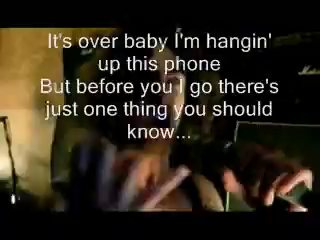 It's over baby I'm hangin'
up this phone
But before you I go there's
just one thing you should
know...